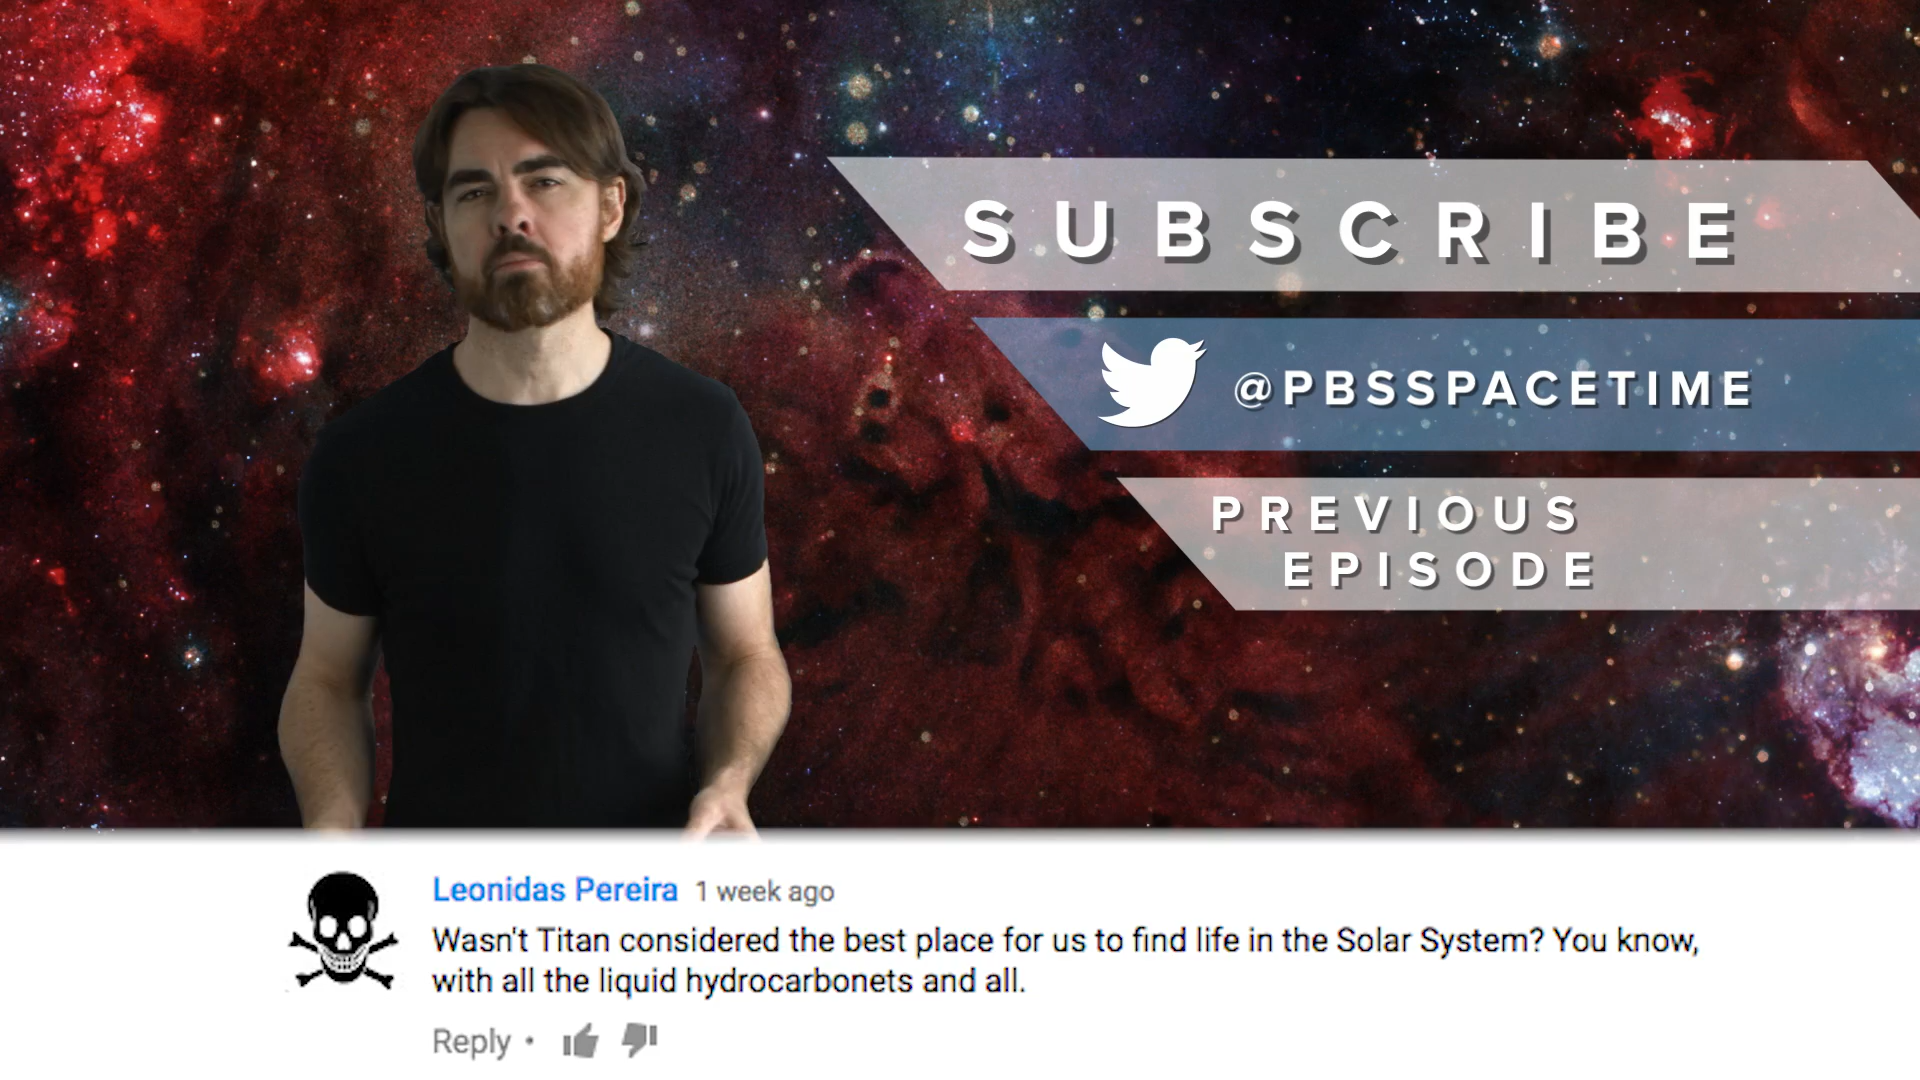 SUBSCRIBE
@PBSSPACETIME
PREVIOUS
EPISODE
Leonidas Pereira 1 week ago
Wasn't Titan considered the best place for us to find life in the Solar System? You know,
with all the liquid hydrocarbonets and all.
Reply •